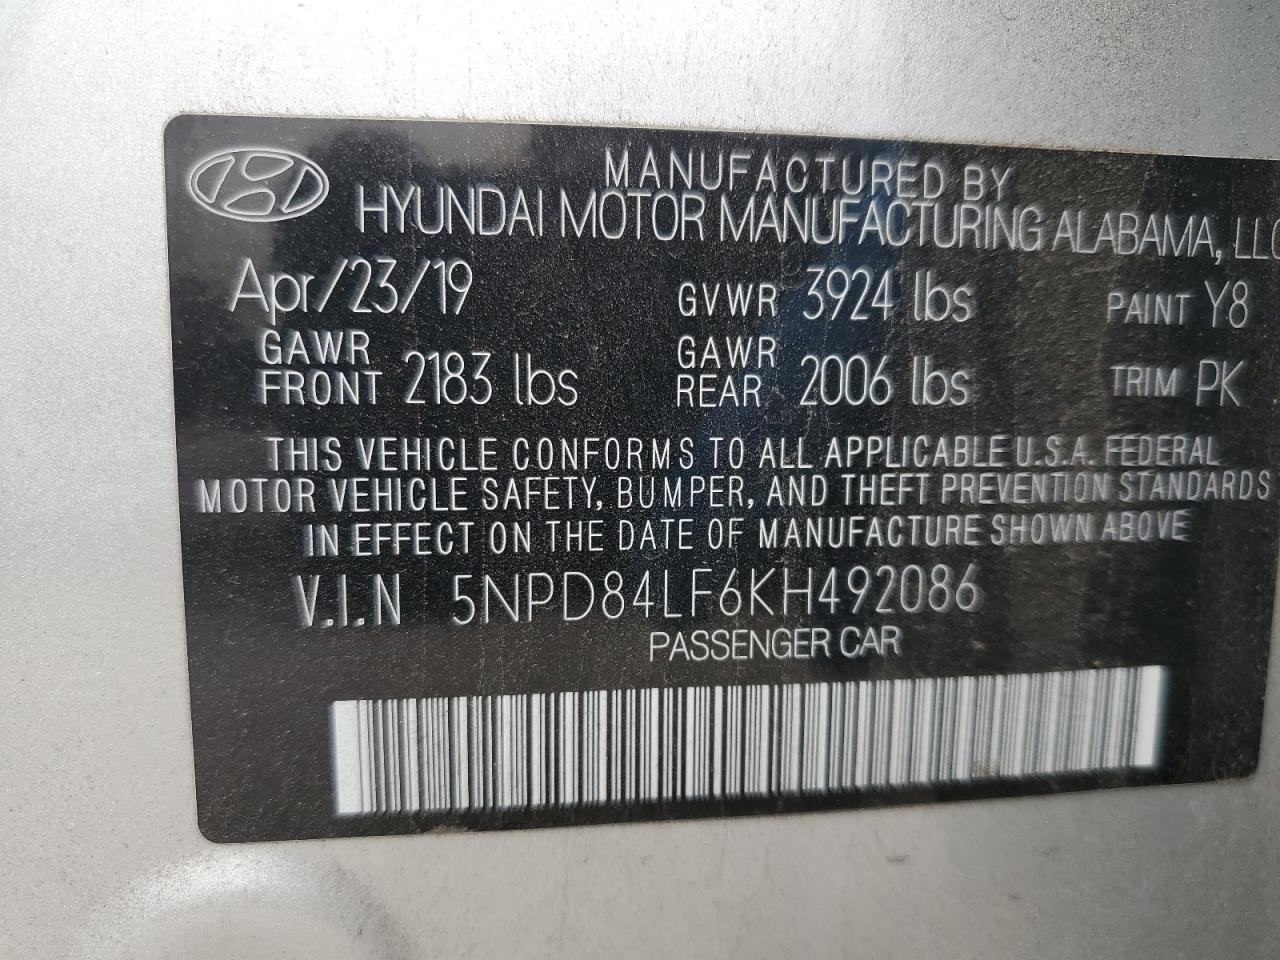 MANUFACTURED BY
HYUNDAI MOTOR MANUFACTURING ALABAMA, LLC
Apr/23/19 GVWR 3924 lbs PAINT Y8
GAWR FRONT 2183 lbs GAWR REAR 2006 lbs TRIM PK
THIS VEHICLE CONFORMS TO ALL APPLICABLE U.S.A. FEDERAL
MOTOR VEHICLE SAFETY, BUMPER, AND THEFT PREVENTION STANDARDS
IN EFFECT ON THE DATE OF MANUFACTURE SHOWN ABOVE
V.I.N 5NPD84LF6KH492086
PASSENGER CAR